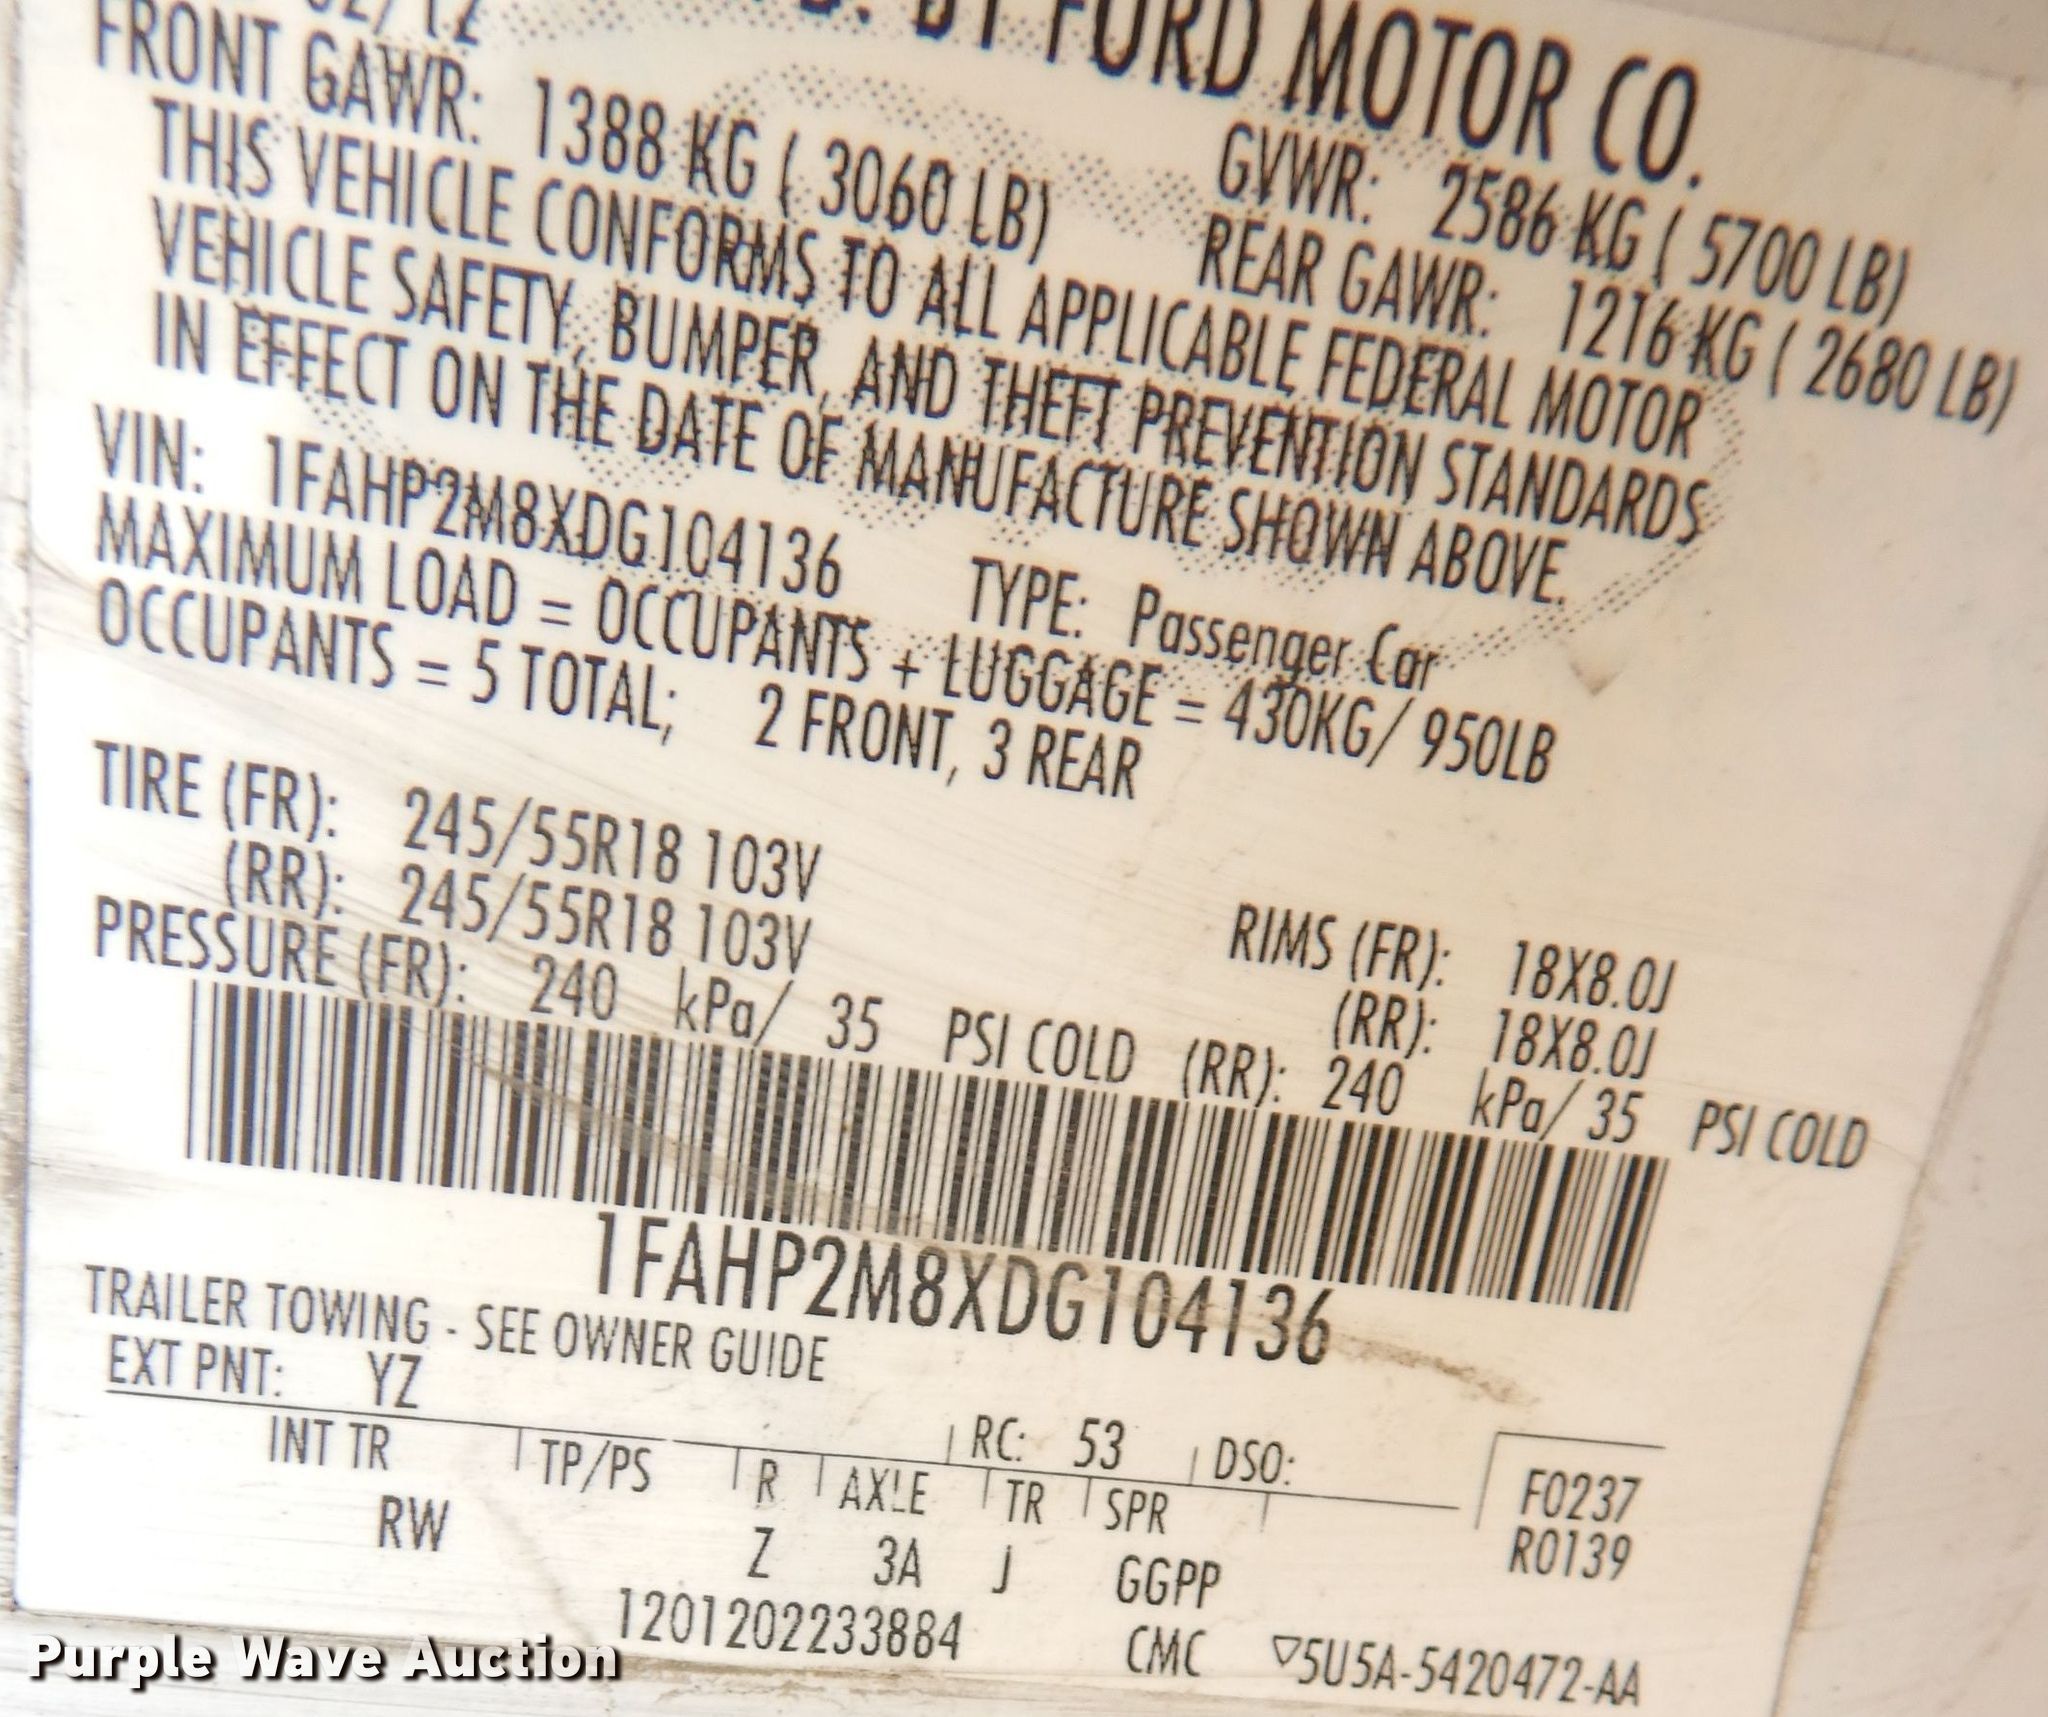 BY FORD MOTOR CO.
02/12
GVWR: 2586 KG ( 5700 LB)
FRONT GAWR: 1388 KG ( 3060 LB) REAR GAWR: 1216 KG ( 2680 LB)
THIS VEHICLE CONFORMS TO ALL APPLICABLE FEDERAL MOTOR
VEHICLE SAFETY, BUMPER, AND THEFT PREVENTION STANDARDS
IN EFFECT ON THE DATE OF MANUFACTURE SHOWN ABOVE.
VIN: 1FAHP2M8XDG104136 TYPE: Passenger Car
MAXIMUM LOAD = OCCUPANTS + LUGGAGE = 430KG/ 950LB
OCCUPANTS = 5 TOTAL; 2 FRONT, 3 REAR
TIRE (FR): 245/55R18 103V RIMS (FR): 18X8.0J
(RR): 245/55R18 103V (RR): 18X8.0J
PRESSURE (FR): 240 kPa/ 35 PSI COLD (RR): 240 kPa/ 35 PSI COLD
1FAHP2M8XDG104136
TRAILER TOWING - SEE OWNER GUIDE
EXT PNT: YZ RC: 53 DSO:
INT TR TP/PS R AXLE TR SPR F0237
RW Z 3A J GGPP R0139
1201202233884 CMC ▽5U5A-5420472-AA
Purple Wave Auction